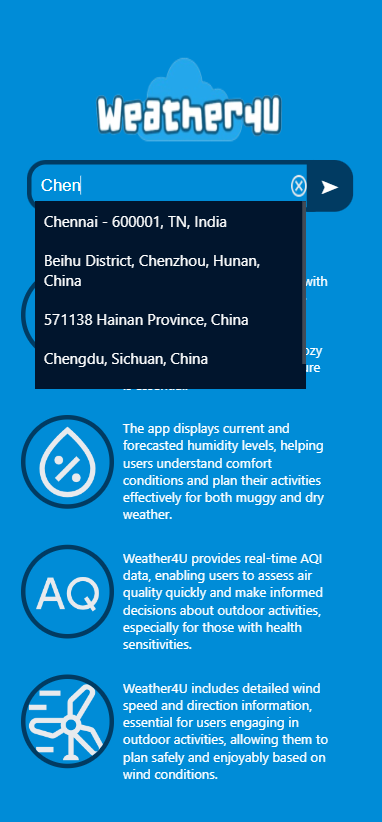 Weather4U
Chen
Chennai - 600001, TN, India
Beihu District, Chenzhou, Hunan,
China
571138 Hainan Province, China
Chengdu, Sichuan, China
with
The app displays current and
forecasted humidity levels, helping
users understand comfort
conditions and plan their activities
effectively for both muggy and dry
weather.
AQ
Weather4U provides real-time AQI
data, enabling users to assess air
quality quickly and make informed
decisions about outdoor activities,
especially for those with health
sensitivities.
Weather4U includes detailed wind
speed and direction information,
essential for users engaging in
outdoor activities, allowing them to
plan safely and enjoyably based on
wind conditions.